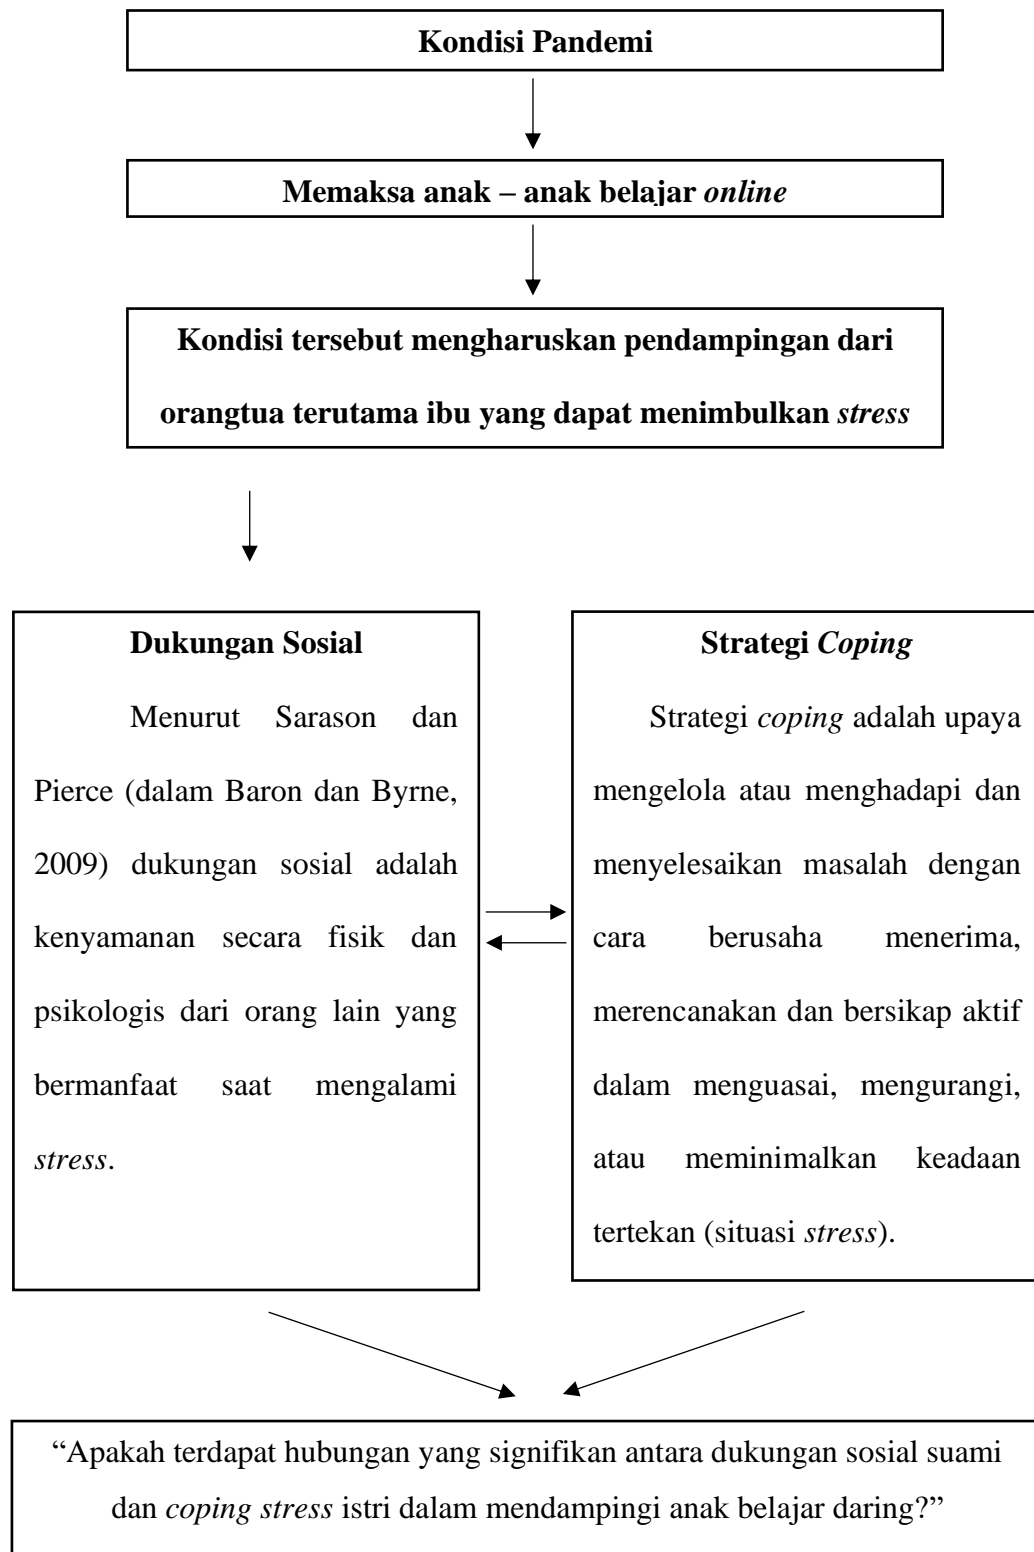 Kondisi Pandemi
Memaksa anak – anak belajar online
Kondisi tersebut mengharuskan pendampingan dari
orangtua terutama ibu yang dapat menimbulkan stress
Dukungan Sosial
Menurut Sarason dan
Pierce (dalam Baron dan Byrne,
2009) dukungan sosial adalah
kenyamanan secara fisik dan
psikologis dari orang lain yang
bermanfaat saat mengalami
stress.
Strategi Coping
Strategi coping adalah upaya
mengelola atau menghadapi dan
menyelesaikan masalah dengan
cara berusaha menerima,
merencanakan dan bersikap aktif
dalam menguasai, mengurangi,
atau meminimalkan keadaan
tertekan (situasi stress).
“Apakah terdapat hubungan yang signifikan antara dukungan sosial suami
dan coping stress istri dalam mendampingi anak belajar daring?”